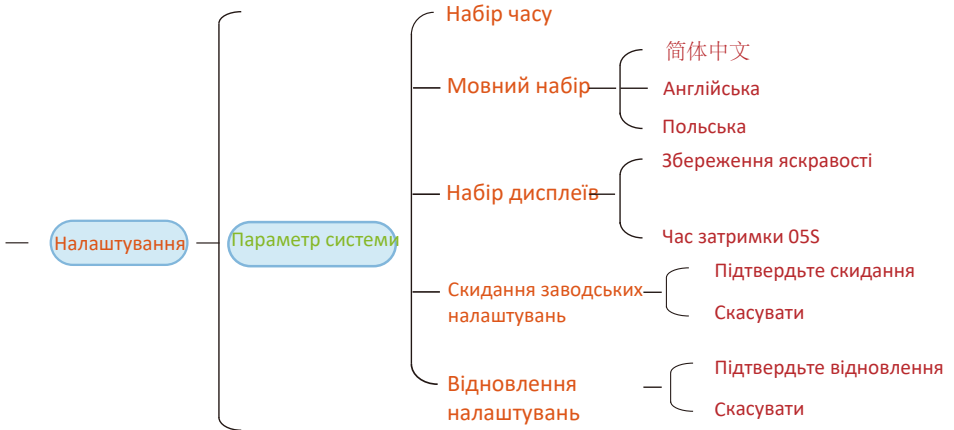 Налаштування
Параметр системи
Набір часу
Мовний набір
简体中文
Англійська
Польська
Набір дисплеїв
Збереження яскравості
Час затримки 05S
Скидання заводських
налаштувань
Підтвердьте скидання
Скасувати
Відновлення
налаштувань
Підтвердьте відновлення
Скасувати